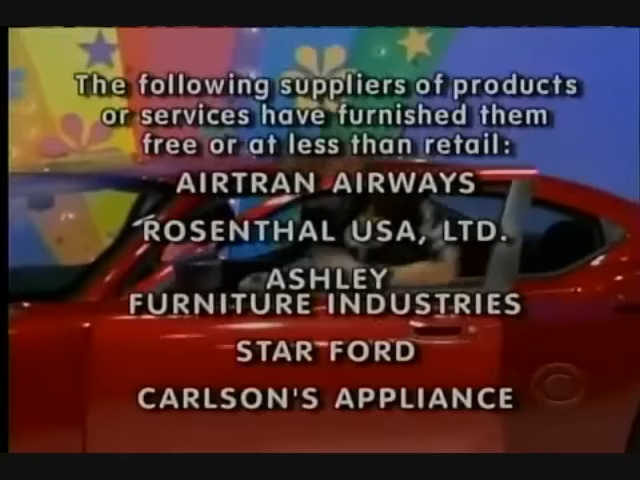 The following suppliers of products
or services have furnished them
free or at less than retail:
AIRTRAN AIRWAYS
ROSENTHAL USA, LTD.
ASHLEY
FURNITURE INDUSTRIES
STAR FORD
CARLSON'S APPLIANCE